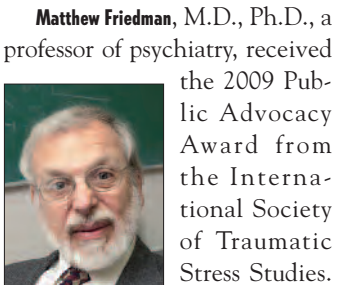 Matthew Friedman, M.D., Ph.D., a
professor of psychiatry, received
the 2009 Pub-
lic Advocacy
Award from
the Interna-
tional Society
of Traumatic
Stress Studies.